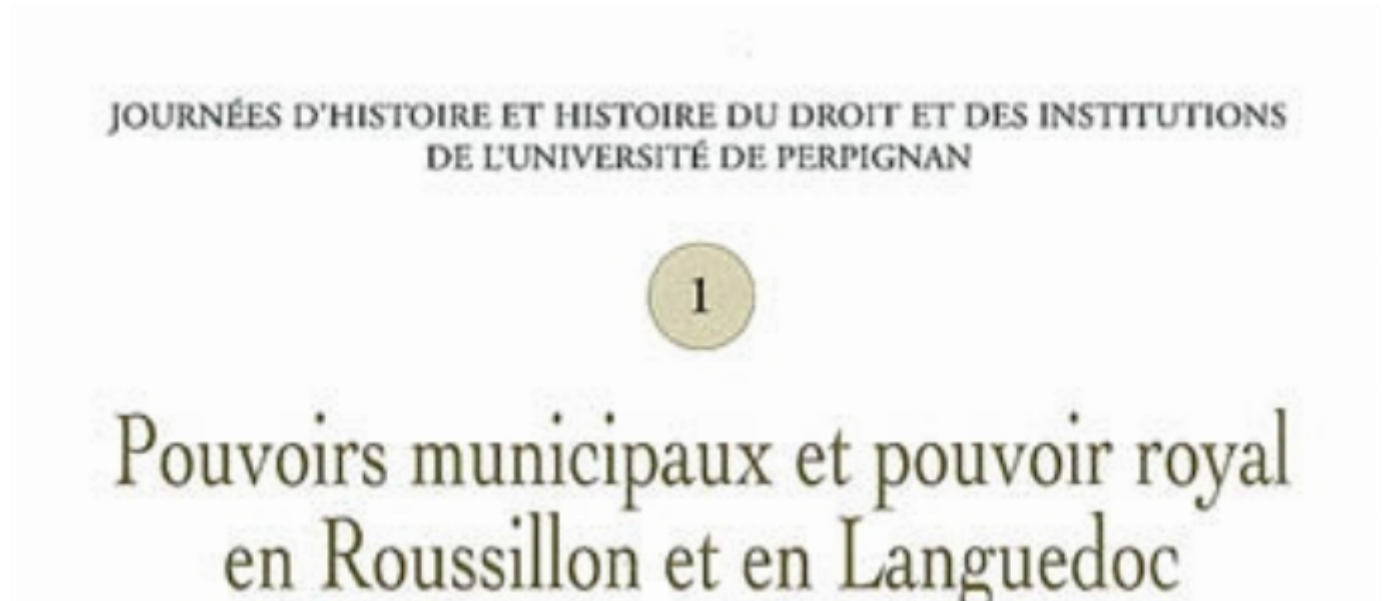 JOURNÉES D'HISTOIRE ET HISTOIRE DU DROIT ET DES INSTITUTIONS
DE L'UNIVERSITÉ DE PERPIGNAN
1
Pouvoirs municipaux et pouvoir royal
en Roussillon et en Languedoc